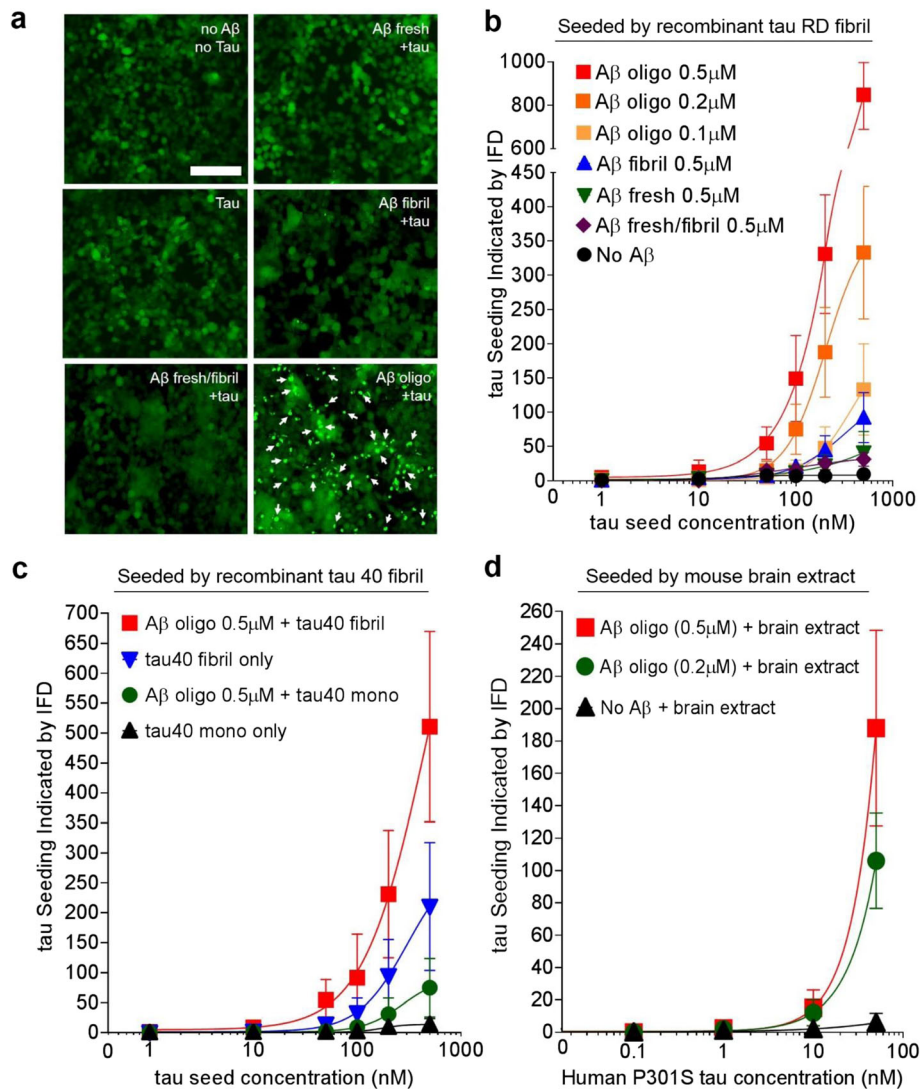 a
no Aβ
no Tau
Aβ fresh
+tau
Tau
Aβ fibril
+tau
Aβ fresh/fibril
+tau
Aβ oligo
+tau
b
Seeded by recombinant tau RD fibril
1000
800
600
450
400
350
300
250
200
150
100
50
0
tau Seeding Indicated by IFD
Aβ oligo 0.5μM
Aβ oligo 0.2μM
Aβ oligo 0.1μM
Aβ fibril 0.5μM
Aβ fresh 0.5μM
Aβ fresh/fibril 0.5μM
No Aβ
0 1 10 100 1000
tau seed concentration (nM)
c
Seeded by recombinant tau 40 fibril
700
650
600
550
500
450
400
350
300
250
200
150
100
50
0
tau Seeding Indicated by IFD
Aβ oligo 0.5μM + tau40 fibril
tau40 fibril only
Aβ oligo 0.5μM + tau40 mono
tau40 mono only
0 1 10 100 1000
tau seed concentration (nM)
d
Seeded by mouse brain extract
260
240
220
200
180
160
140
120
100
80
60
40
20
0
tau Seeding Indicated by IFD
Aβ oligo (0.5μM) + brain extract
Aβ oligo (0.2μM) + brain extract
No Aβ + brain extract
0 0.1 1 10 100
Human P301S tau concentration (nM)